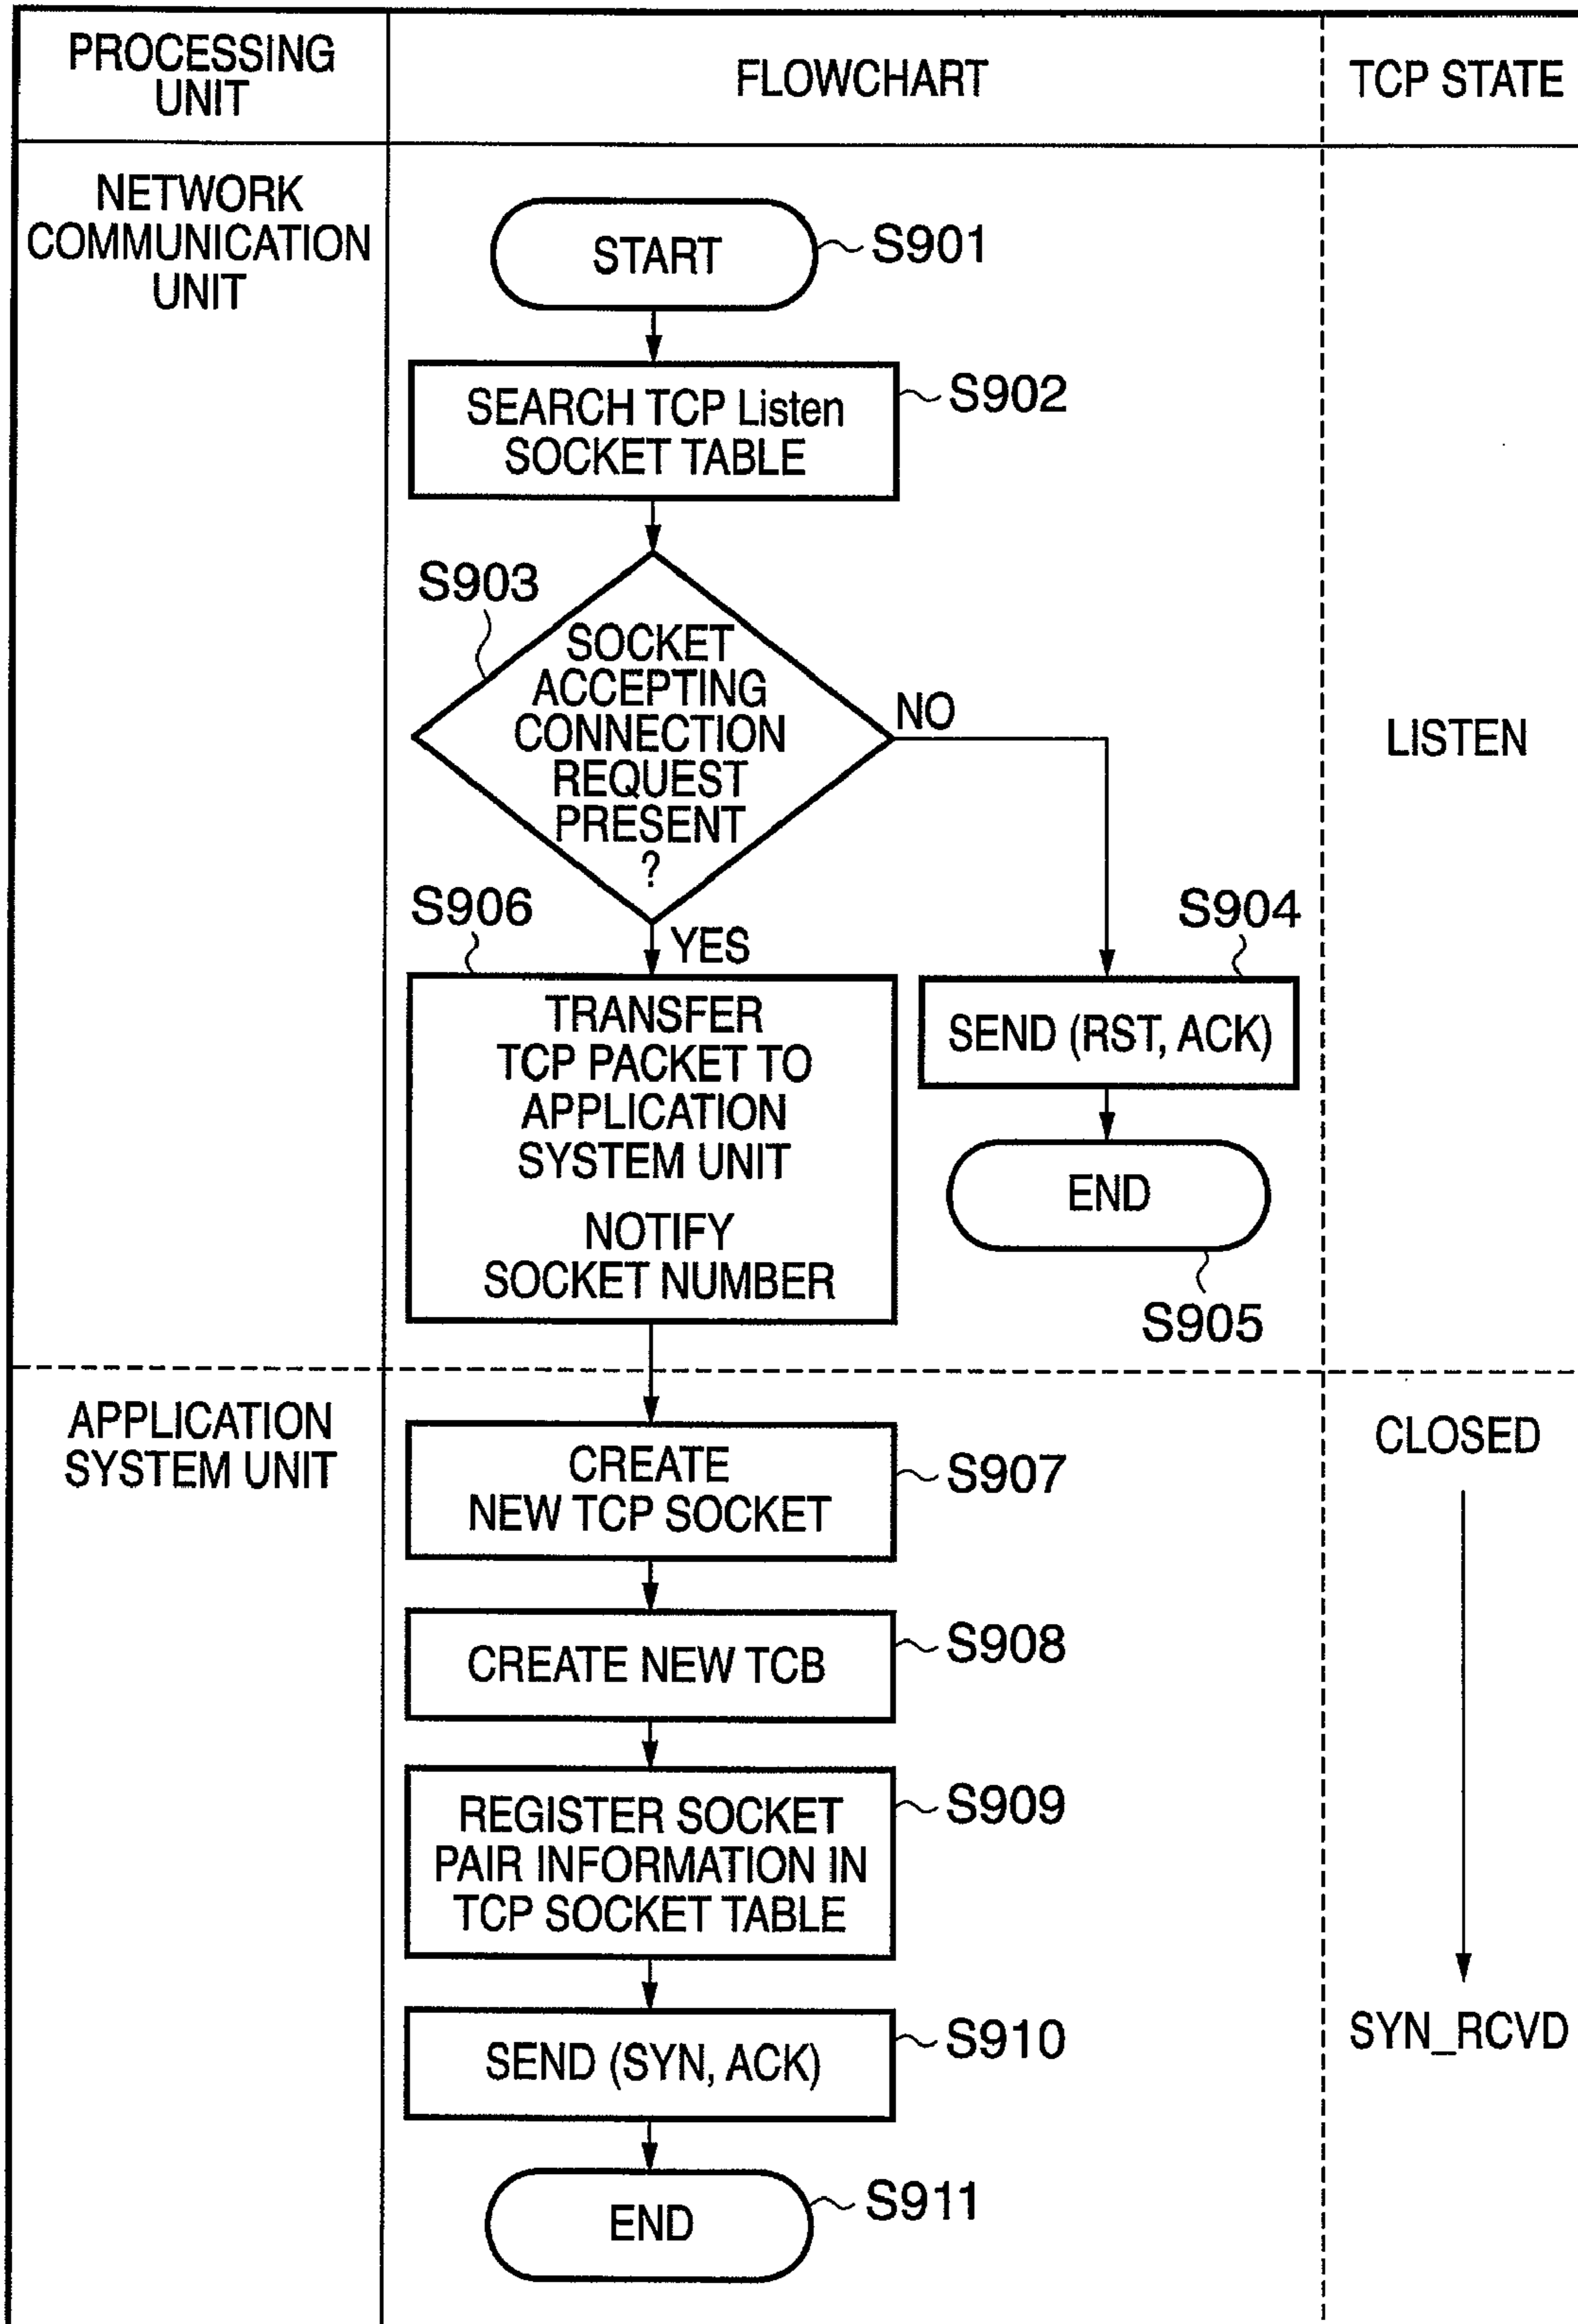 PROCESSING
UNIT
FLOWCHART
TCP STATE
NETWORK
COMMUNICATION
UNIT
START
S901
SEARCH TCP Listen
SOCKET TABLE
S902
S903
SOCKET
ACCEPTING
CONNECTION
REQUEST
PRESENT
?
NO
LISTEN
S906
YES
S904
TRANSFER
TCP PACKET TO
APPLICATION
SYSTEM UNIT
NOTIFY
SOCKET NUMBER
SEND (RST, ACK)
END
S905
APPLICATION
SYSTEM UNIT
CLOSED
CREATE
NEW TCP SOCKET
S907
CREATE NEW TCB
S908
REGISTER SOCKET
PAIR INFORMATION IN
TCP SOCKET TABLE
S909
SEND (SYN, ACK)
S910
SYN_RCVD
END
S911